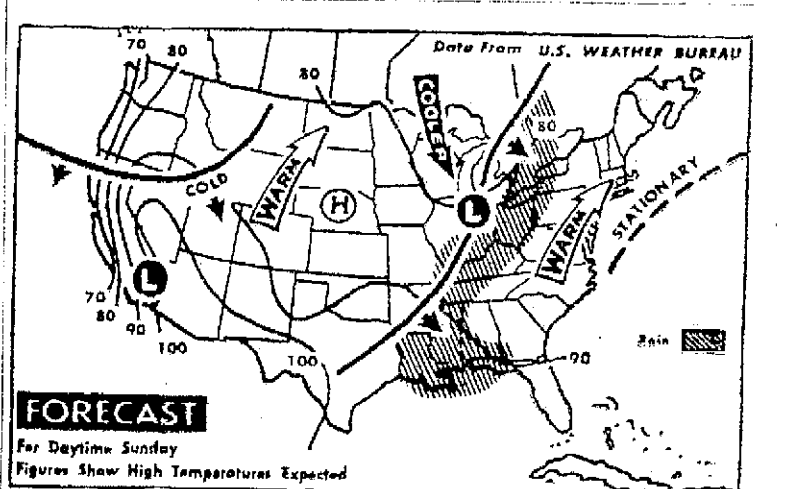 70
80
Data From U.S. WEATHER BUREAU
80
COOLER
80
COLD
WARM
H
L
WARM
STATIONARY
L
70
80
90
100
100
90
Rain
FORECAST
For Daytime Sunday
Figures Show High Temperatures Expected